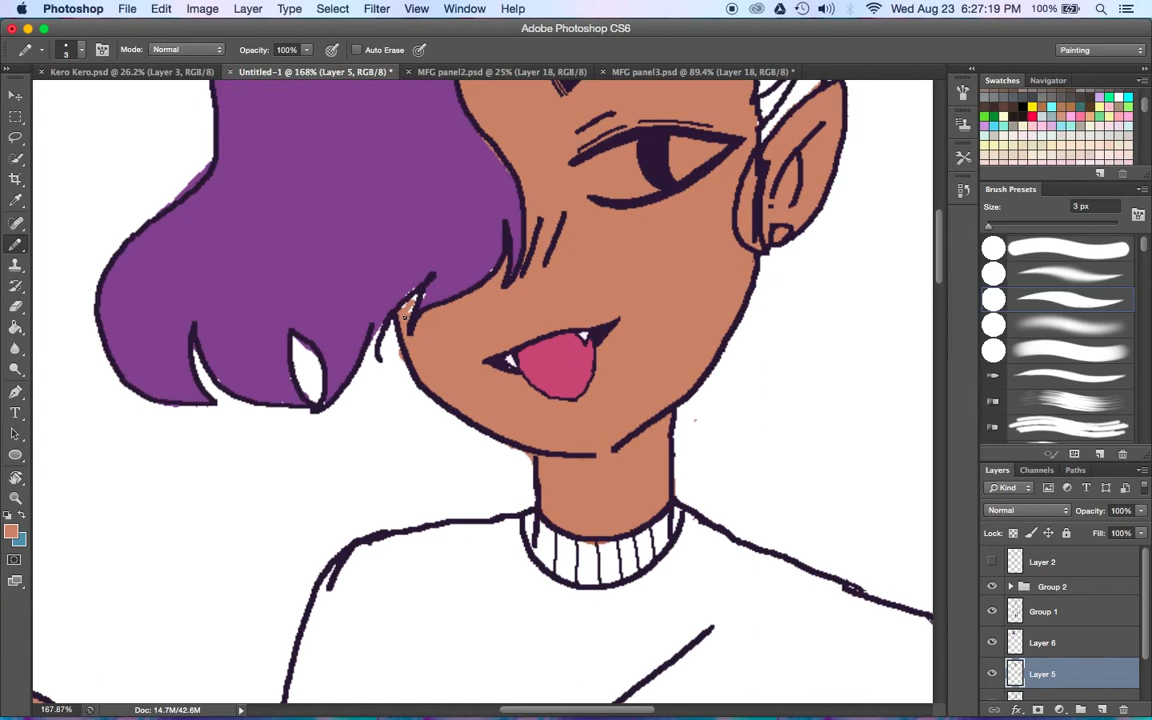 Photoshop File Edit Image Layer Type Select Filter View Window Help 100% Wed Aug 23 6:27:19 PM
Adobe Photoshop CS6
3 Mode: Normal Opacity: 100% Auto Erase Painting
Kero Kero.psd @ 26.2% (Layer 3, RGB/8) Untitled-1 @ 168% (Layer 5, RGB/8) * MFG panel2.psd @ 25% (Layer 18, RGB/8) MFG panel3.psd @ 89.4% (Layer 18, RGB/8) *
Swatches Navigator
Brush Presets
Size: 3 px
Layers Channels Paths
Kind
Normal Opacity: 100%
Lock: Fill: 100%
Layer 2
Group 2
Group 1
Layer 6
Layer 5
167.87% Doc: 14.7M/42.6M